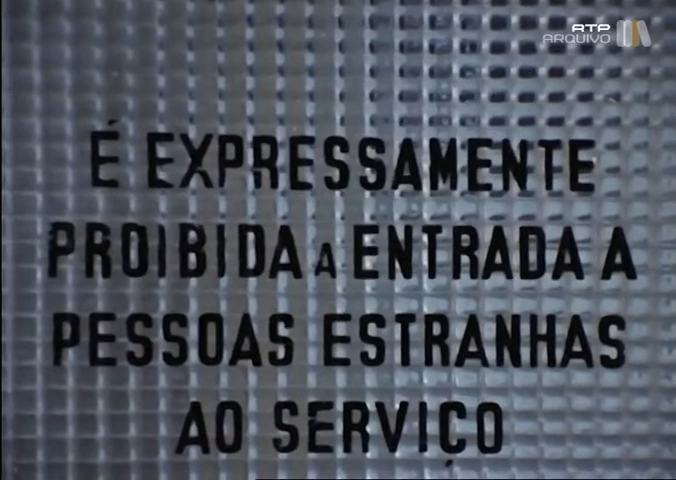 RTP
ARQUIVO
É EXPRESSAMENTE
PROIBIDA A ENTRADA A
PESSOAS ESTRANHAS
AO SERVIÇO